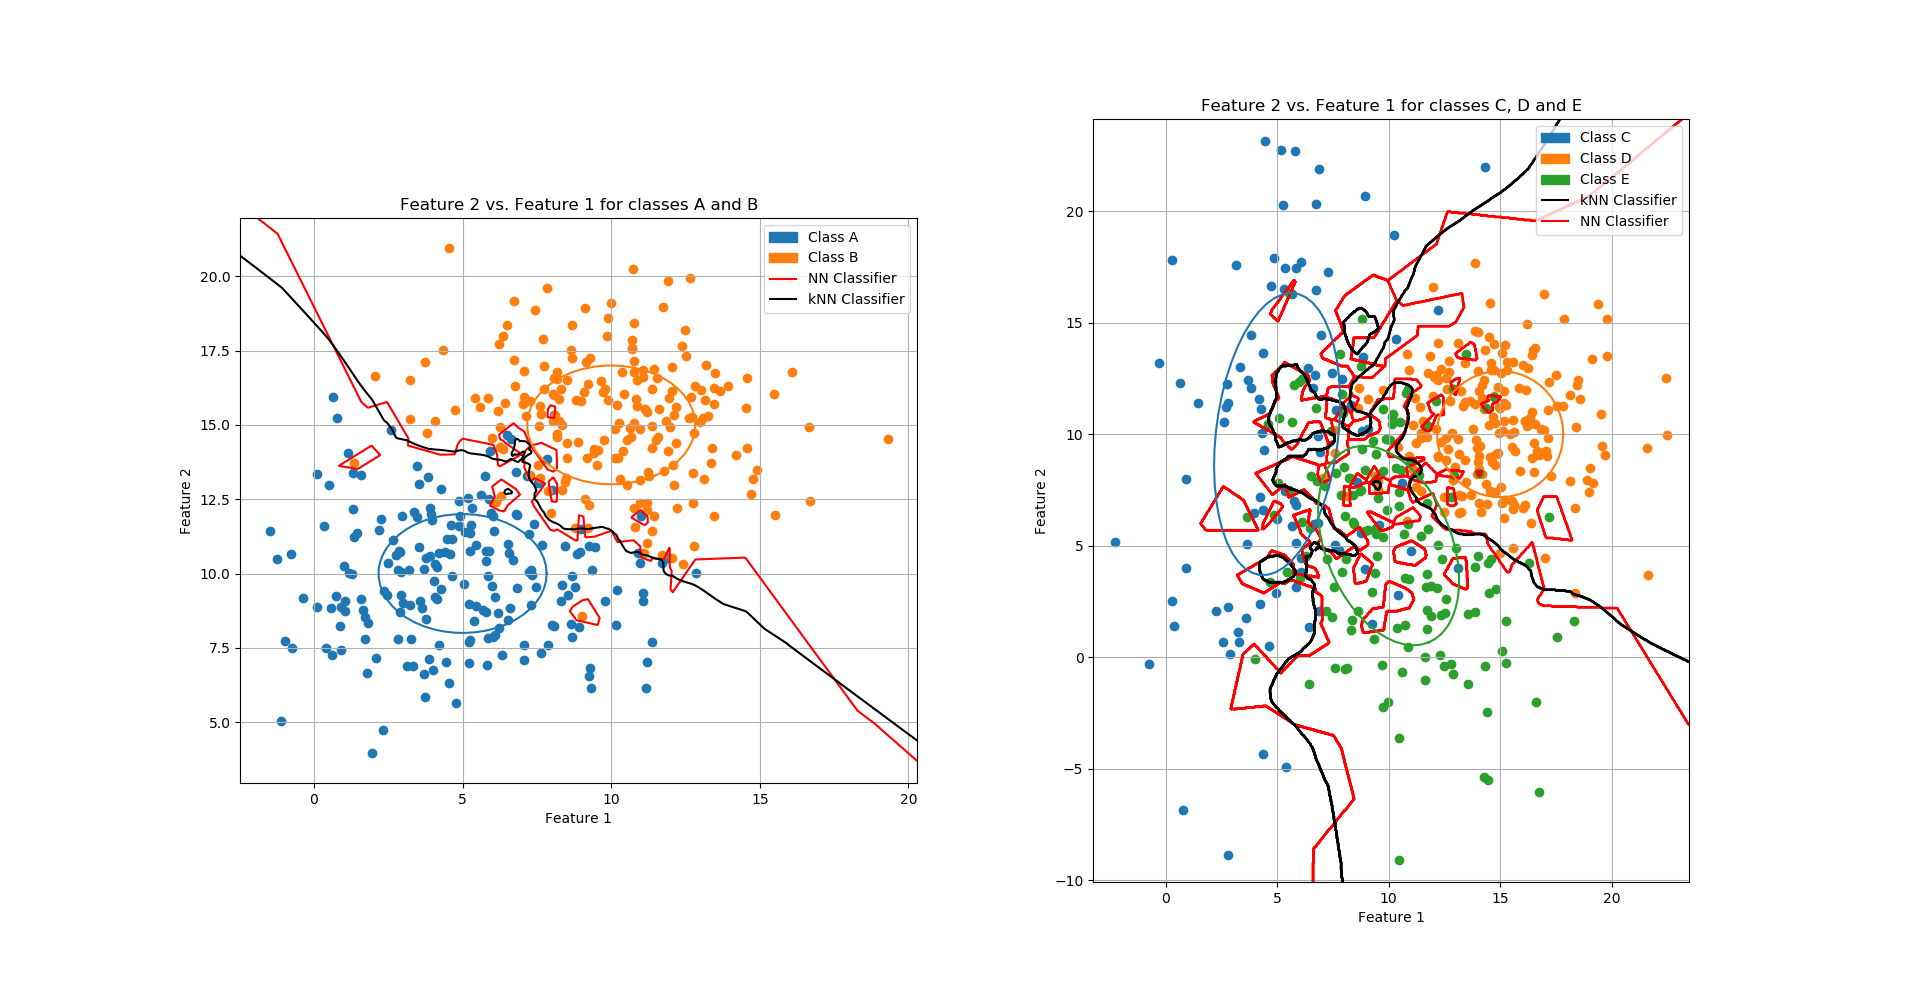 Feature 2 vs. Feature 1 for classes A and B
Class A
Class B
NN Classifier
kNN Classifier
20.0
17.5
15.0
12.5
10.0
7.5
5.0
Feature 2
0
5
10
15
20
Feature 1
Feature 2 vs. Feature 1 for classes C, D and E
Class C
Class D
Class E
kNN Classifier
NN Classifier
20
15
10
5
0
−5
−10
Feature 2
0
5
10
15
20
Feature 1